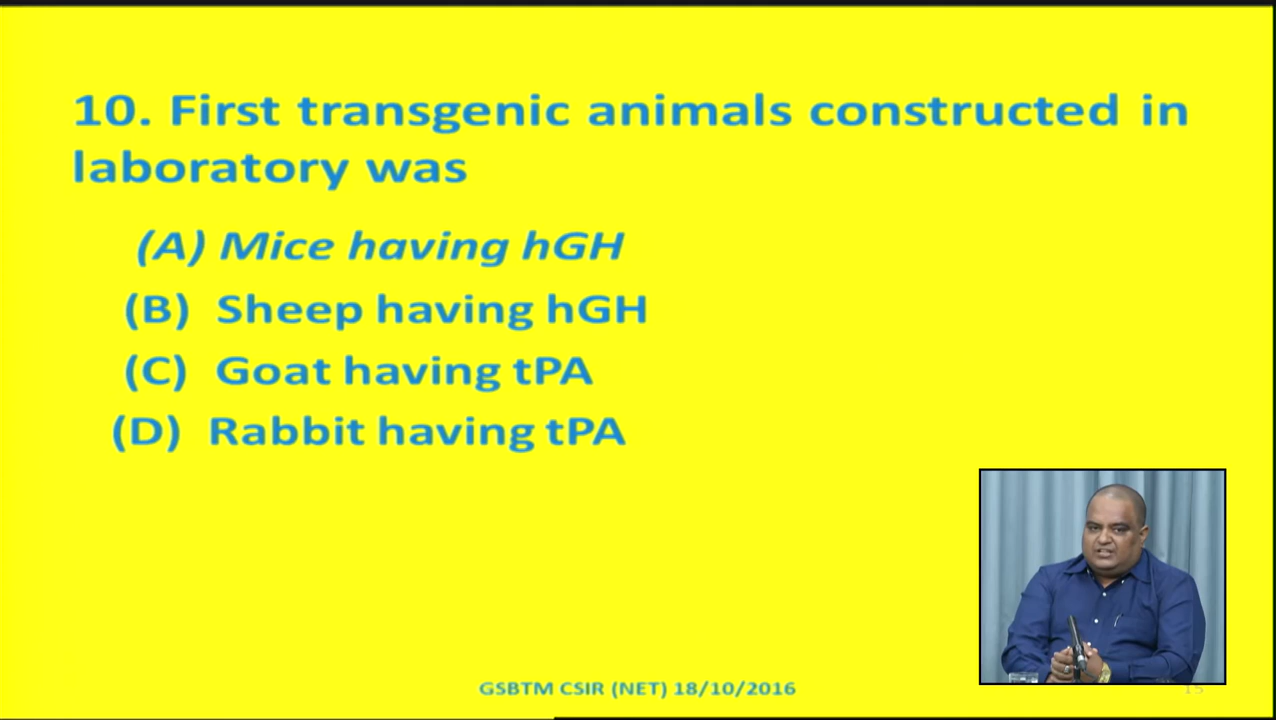 10. First transgenic animals constructed in
laboratory was
(A) Mice having hGH
(B) Sheep having hGH
(C) Goat having tPA
(D) Rabbit having tPA
GSBTM CSIR (NET) 18/10/2016
15